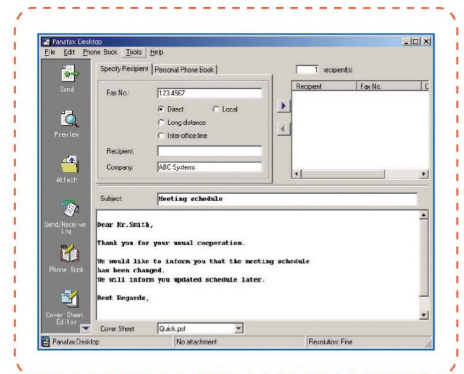 Panafax Desktop
File Edit Phone Book Tools Help
Send
Preview
Attach
Send/Receive Log
Phone Book
Cover Sheet Editor
Specify Recipient Personal Phone Book
Fax No.: 123 4567
Direct Local
Long distance
Inter-office line
Recipient:
Company: ABC Systems
1 recipient(s)
Recipient Fax No. C
Subject: Meeting schedule
Dear Mr.Smith,
Thank you for your usual cooperation.
We would like to inform you that the meeting schedule
has been changed.
We will inform you updated schedule later.
Best Regards,
Cover Sheet Quick.psf
Panafax Desktop No attachment Resolution: Fine